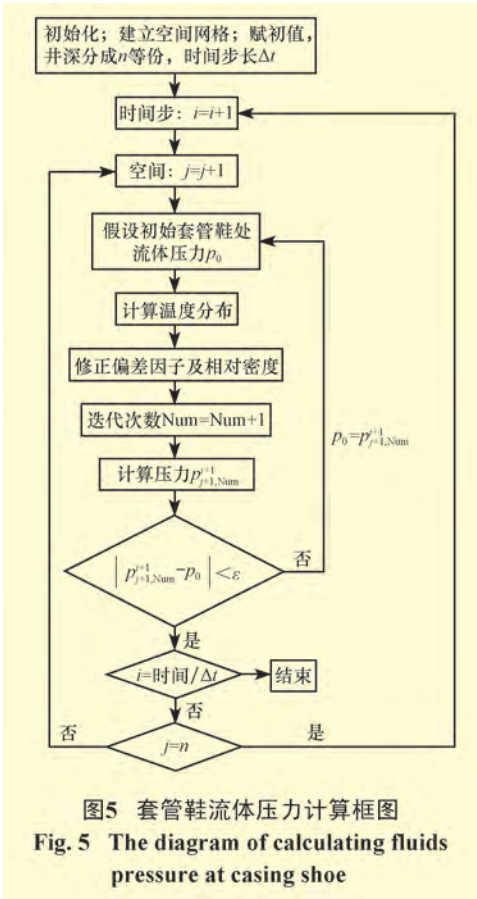 初始化；建立空间网格；赋初值，
井深分成n等份，时间步长Δt
时间步：i=i+1
空间：j=j+1
假设初始套管鞋处
流体压力p₀
计算温度分布
修正偏差因子及相对密度
迭代次数Num=Num+1
计算压力p^{i+1}_{j+1,Num}
p₀=p^{i+1}_{j+1,Num}
|p^{i+1}_{j+1,Num}-p₀|<ε
否
是
i=时间/Δt
结束
否
否
j=n
是
图5 套管鞋流体压力计算框图
Fig. 5 The diagram of calculating fluids
pressure at casing shoe